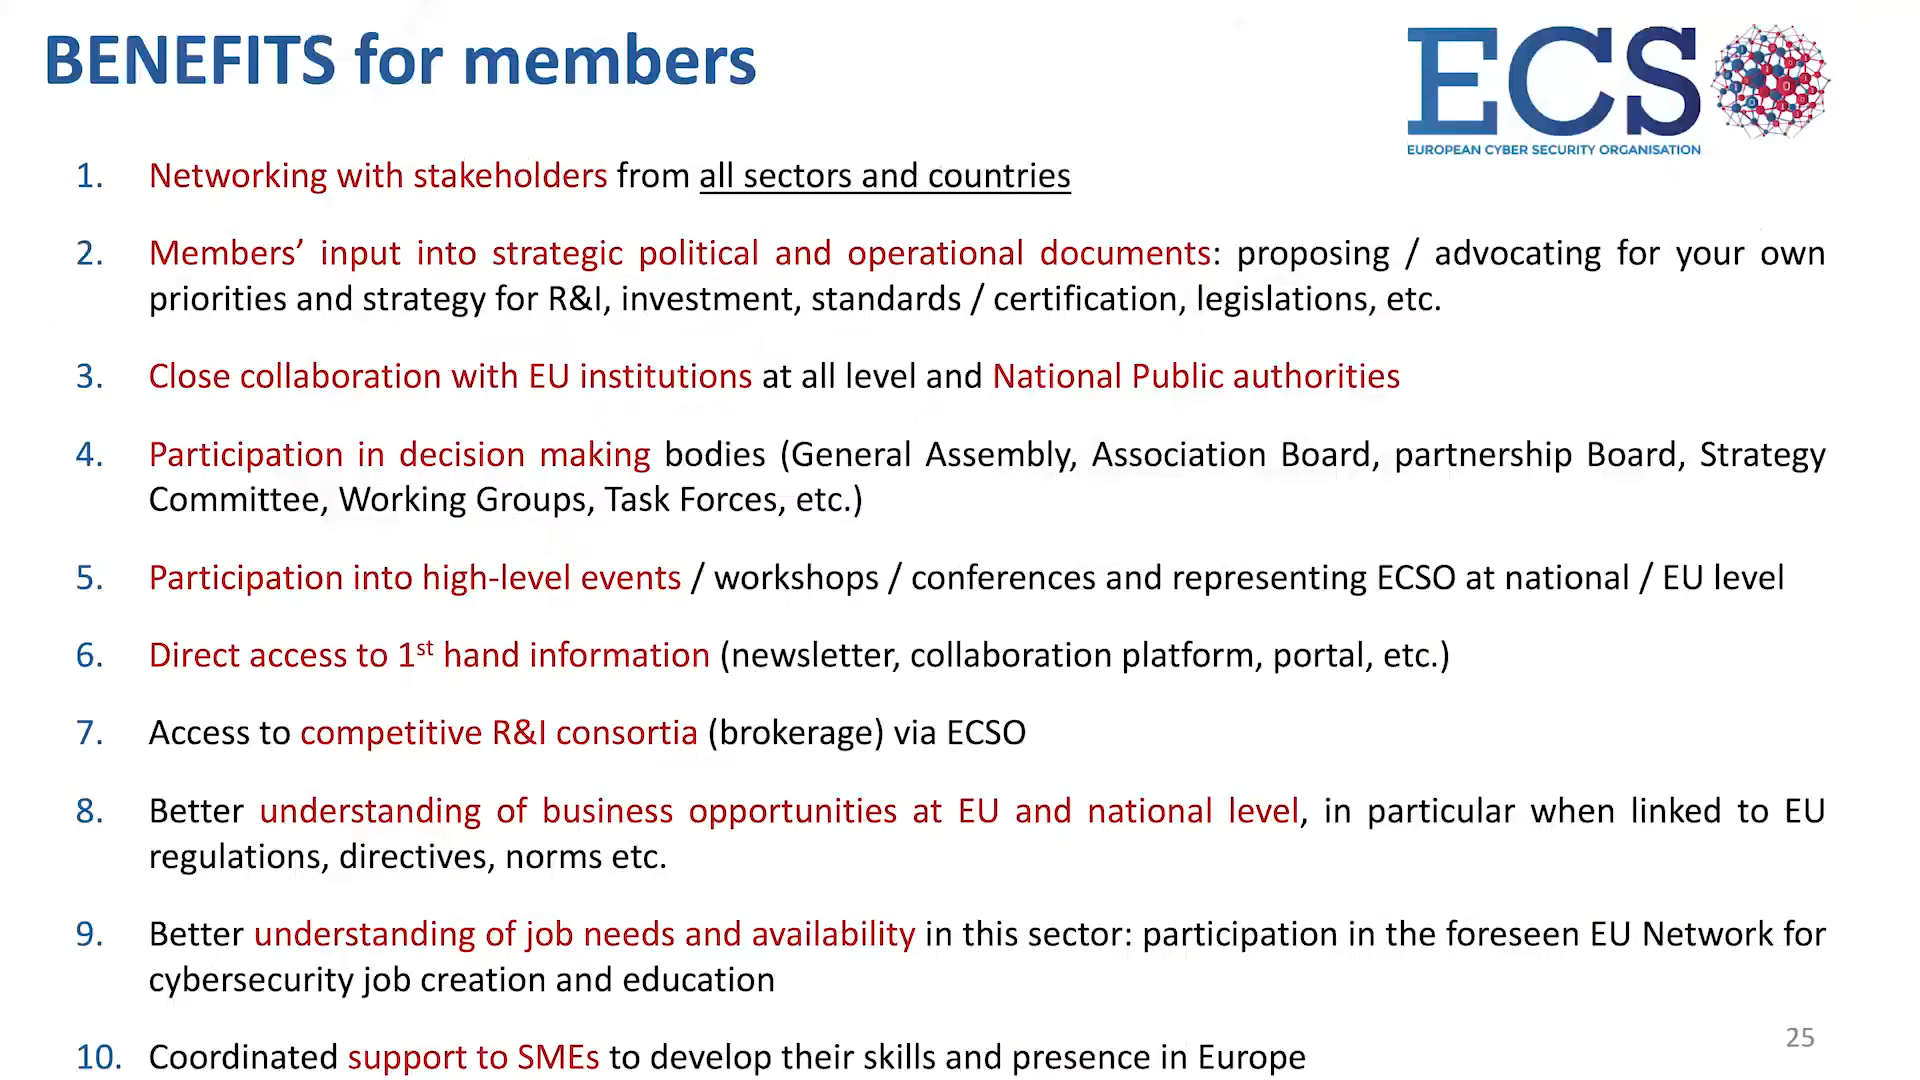 BENEFITS for members
ECS
EUROPEAN CYBER SECURITY ORGANISATION
1. Networking with stakeholders from all sectors and countries
2. Members’ input into strategic political and operational documents: proposing / advocating for your own
priorities and strategy for R&I, investment, standards / certification, legislations, etc.
3. Close collaboration with EU institutions at all level and National Public authorities
4. Participation in decision making bodies (General Assembly, Association Board, partnership Board, Strategy
Committee, Working Groups, Task Forces, etc.)
5. Participation into high-level events / workshops / conferences and representing ECSO at national / EU level
6. Direct access to 1st hand information (newsletter, collaboration platform, portal, etc.)
7. Access to competitive R&I consortia (brokerage) via ECSO
8. Better understanding of business opportunities at EU and national level, in particular when linked to EU
regulations, directives, norms etc.
9. Better understanding of job needs and availability in this sector: participation in the foreseen EU Network for
cybersecurity job creation and education
10. Coordinated support to SMEs to develop their skills and presence in Europe
25